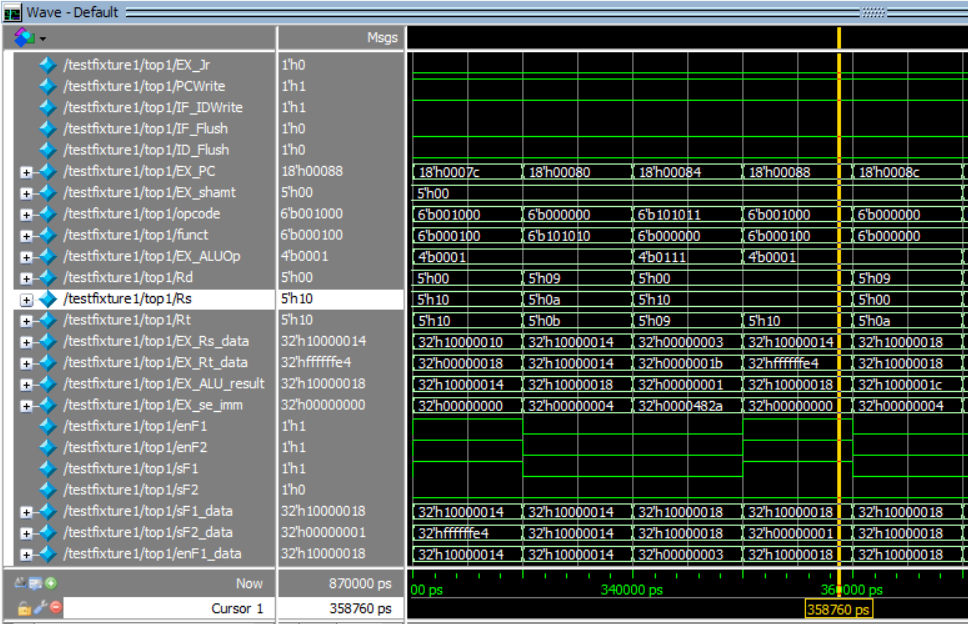 Wave - Default
Msgs
/testfixture1/top1/EX_Jr 1'h0
/testfixture1/top1/PCWrite 1'h1
/testfixture1/top1/IF_IDWrite 1'h1
/testfixture1/top1/IF_Flush 1'h0
/testfixture1/top1/ID_Flush 1'h0
/testfixture1/top1/EX_PC 18'h00088 18'h0007c 18'h00080 18'h00084 18'h00088 18'h0008c
/testfixture1/top1/EX_shamt 5'h00 5'h00
/testfixture1/top1/opcode 6'b001000 6'b001000 6'b000000 6'b101011 6'b001000 6'b000000
/testfixture1/top1/funct 6'b000100 6'b000100 6'b101010 6'b000000 6'b000100 6'b000000
/testfixture1/top1/EX_ALUOp 4'b0001 4'b0001 4'b0111 4'b0001
/testfixture1/top1/Rd 5'h00 5'h00 5'h09 5'h00 5'h09
/testfixture1/top1/Rs 5'h10 5'h10 5'h0a 5'h10 5'h00
/testfixture1/top1/Rt 5'h10 5'h10 5'h0b 5'h09 5'h10 5'h0a
/testfixture1/top1/EX_Rs_data 32'h10000014 32'h10000010 32'h10000014 32'h00000003 32'h10000014 32'h10000018
/testfixture1/top1/EX_Rt_data 32'hffffffe4 32'h00000018 32'h10000014 32'h0000001b 32'hffffffe4 32'h10000018
/testfixture1/top1/EX_ALU_result 32'h10000018 32'h10000014 32'h10000018 32'h00000001 32'h10000018 32'h1000001c
/testfixture1/top1/EX_se_imm 32'h00000000 32'h00000000 32'h00000004 32'h0000482a 32'h00000000 32'h00000004
/testfixture1/top1/enF1 1'h1
/testfixture1/top1/enF2 1'h1
/testfixture1/top1/sF1 1'h1
/testfixture1/top1/sF2 1'h0
/testfixture1/top1/sF1_data 32'h10000018 32'h10000014 32'h10000014 32'h10000018 32'h10000018 32'h10000018
/testfixture1/top1/sF2_data 32'h00000001 32'hffffffe4 32'h10000014 32'h10000018 32'h00000001 32'h10000018
/testfixture1/top1/enF1_data 32'h10000018 32'h10000014 32'h10000014 32'h00000003 32'h10000018 32'h10000018
Now 870000 ps 00 ps 340000 ps 360000 ps
Cursor 1 358760 ps 358760 ps